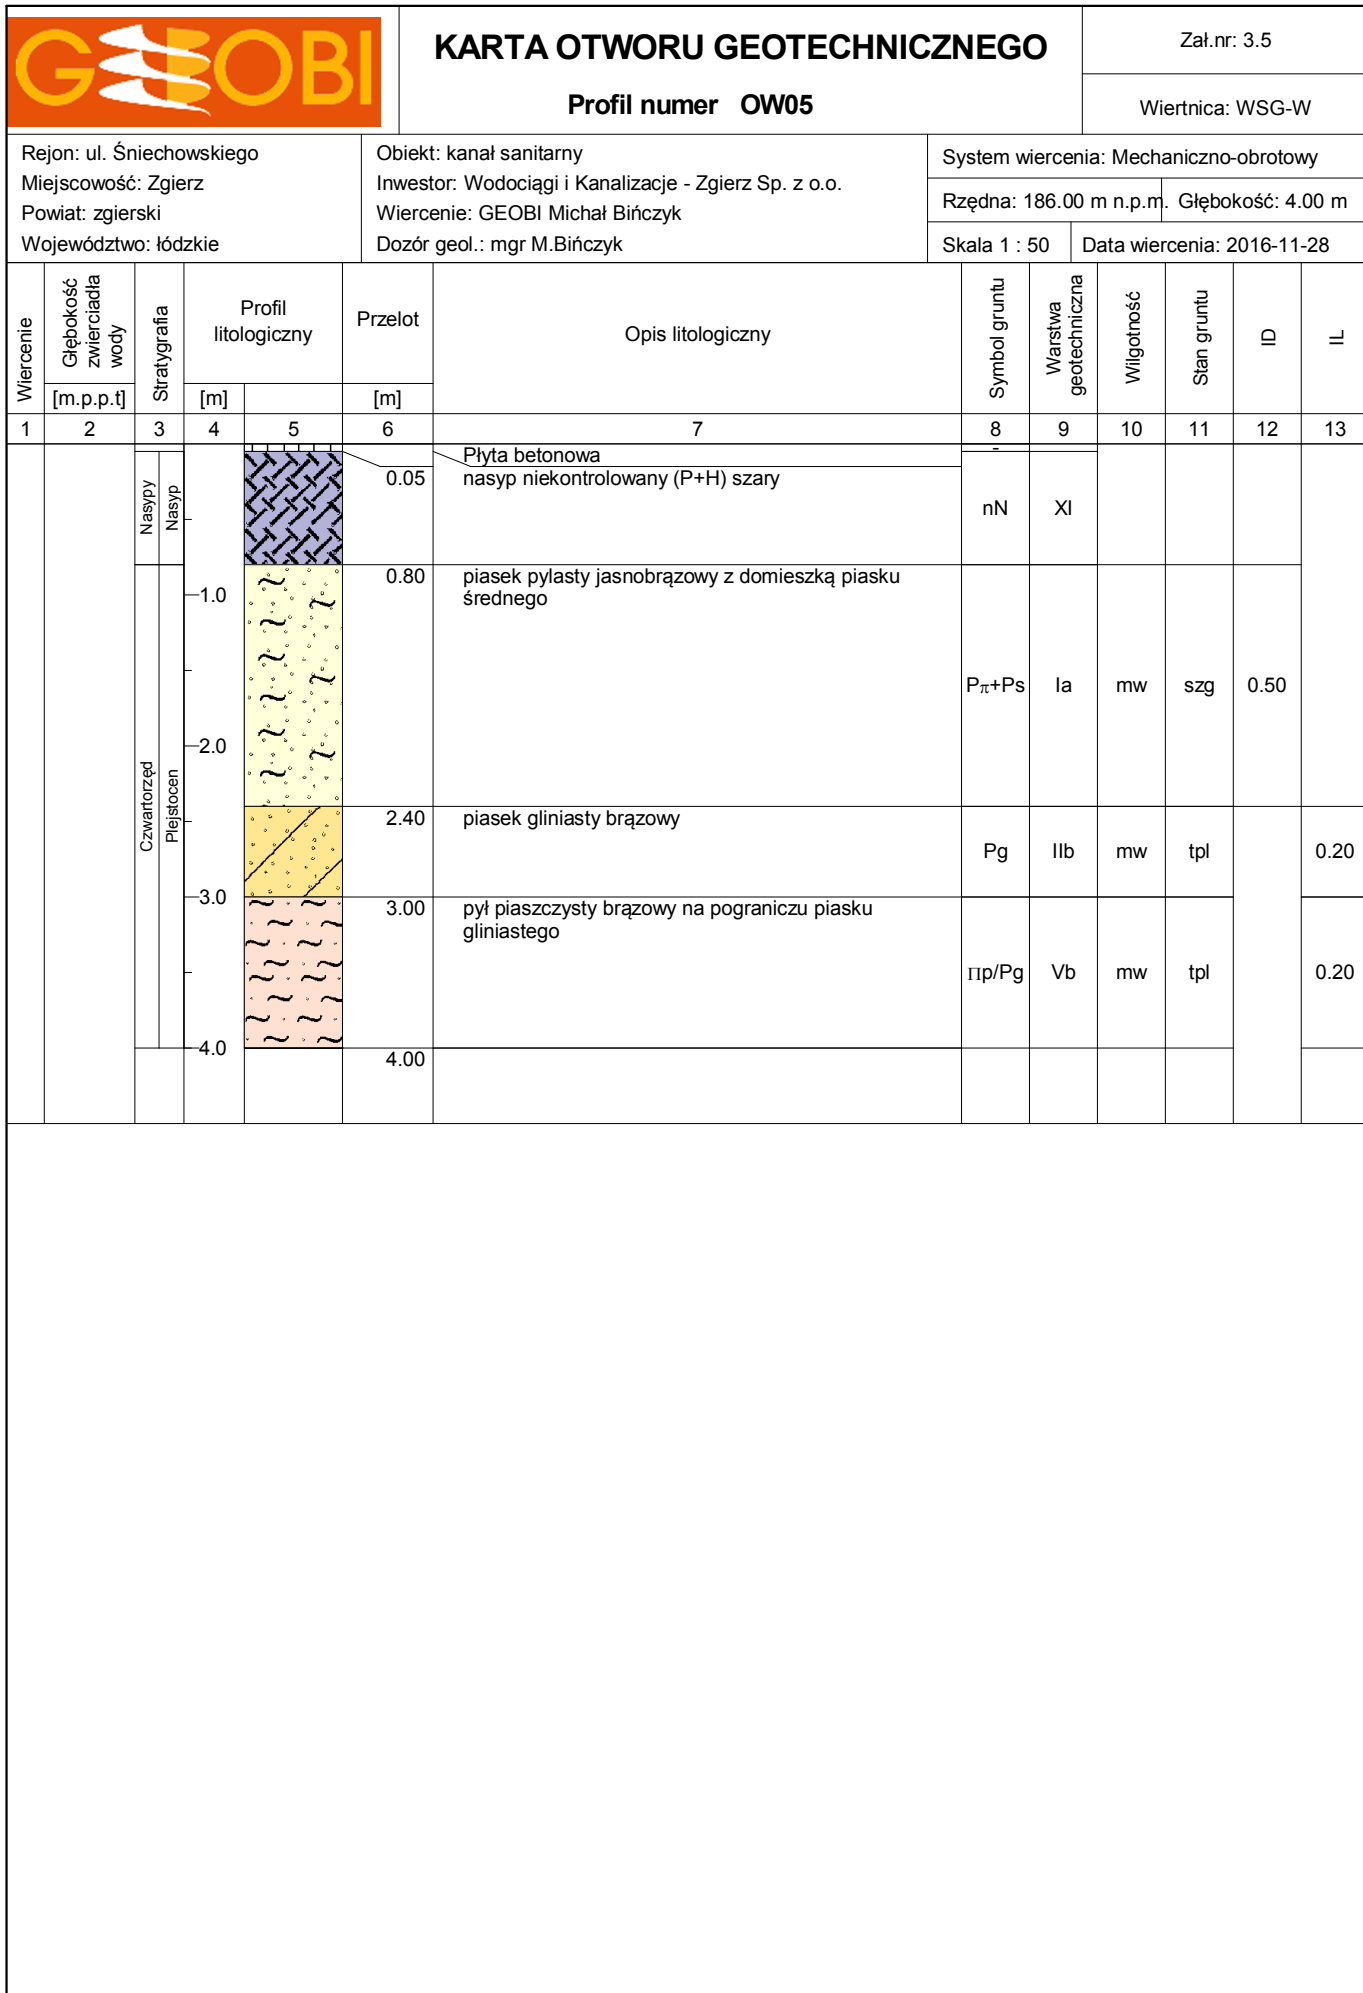 GEOBI
KARTA OTWORU GEOTECHNICZNEGO
Profil numer OW05
Zał.nr: 3.5
Wiertnica: WSG-W
Rejon: ul. Śniechowskiego
Miejscowość: Zgierz
Powiat: zgierski
Województwo: łódzkie
Obiekt: kanał sanitarny
Inwestor: Wodociągi i Kanalizacje - Zgierz Sp. z o.o.
Wiercenie: GEOBI Michał Bińczyk
Dozór geol.: mgr M.Bińczyk
System wiercenia: Mechaniczno-obrotowy
Rzędna: 186.00 m n.p.m. Głębokość: 4.00 m
Skala 1 : 50 Data wiercenia: 2016-11-28
Wiercenie
Głębokość
zwierciadła
wody
[m.p.p.t]
Stratygrafia
Profil
litologiczny
[m]
Przelot
[m]
Opis litologiczny
Symbol gruntu
Warstwa
geotechniczna
Wilgotność
Stan gruntu
ID
IL
1 2 3 4 5 6 7 8 9 10 11 12 13
Płyta betonowa
-
Nasypy
Nasyp
0.05 nasyp niekontrolowany (P+H) szary
nN XI
0.80 piasek pylasty jasnobrązowy z domieszką piasku
średnego
1.0
Pπ+Ps Ia mw szg 0.50
2.0
Czwartorzęd
Plejstocen
2.40 piasek gliniasty brązowy
Pg IIb mw tpl 0.20
3.0
3.00 pył piaszczysty brązowy na pograniczu piasku
gliniastego
Πp/Pg Vb mw tpl 0.20
4.0
4.00